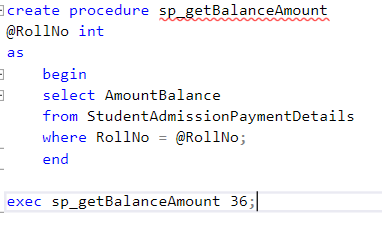 create procedure sp_getBalanceAmount
@RollNo int
as
begin
select AmountBalance
from StudentAdmissionPaymentDetails
where RollNo = @RollNo;
end
exec sp_getBalanceAmount 36;